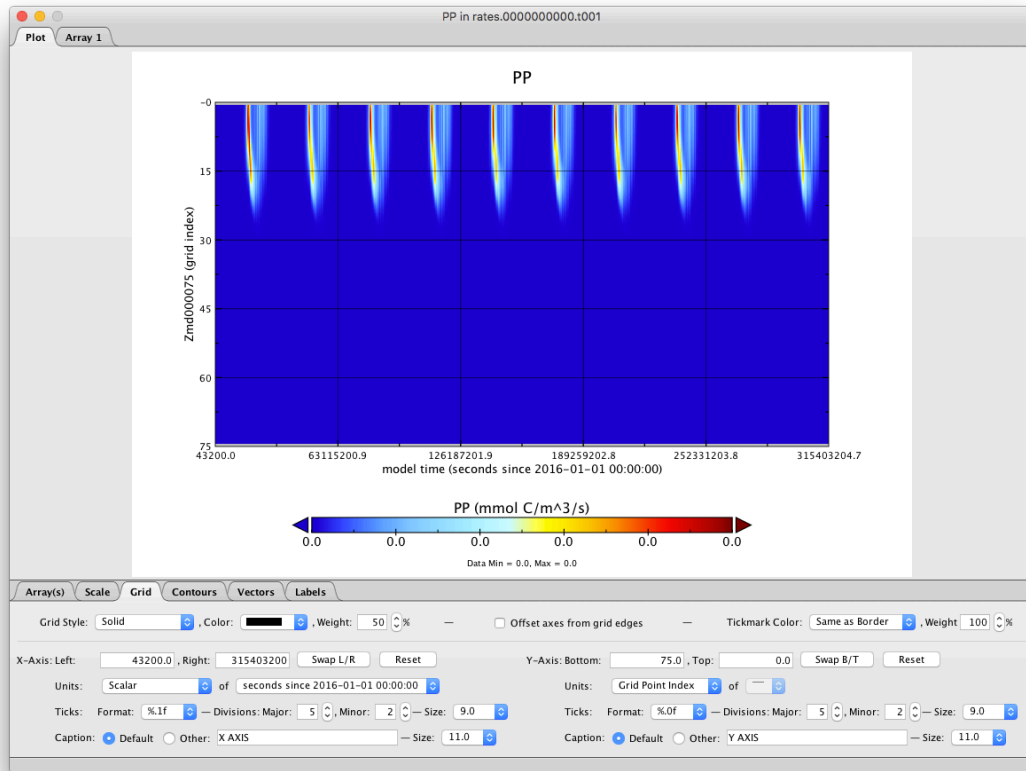 PP in rates.0000000000.t001
Plot Array 1
PP
-0
15
30
45
60
75
Zmd000075 (grid index)
43200.0 63115200.9 126187201.9 189259202.8 252331203.8 315403204.7
model time (seconds since 2016-01-01 00:00:00)
PP (mmol C/m^3/s)
0.0 0.0 0.0 0.0 0.0 0.0
Data Min = 0.0, Max = 0.0
Array(s) Scale Grid Contours Vectors Labels
Grid Style: Solid , Color: , Weight: 50 % — Offset axes from grid edges — Tickmark Color: Same as Border , Weight 100 %
X-Axis: Left: 43200.0 , Right: 315403200 Swap L/R Reset Y-Axis: Bottom: 75.0 , Top: 0.0 Swap B/T Reset
Units: Scalar of seconds since 2016-01-01 00:00:00 Units: Grid Point Index of
Ticks: Format: %.1f — Divisions: Major: 5 , Minor: 2 — Size: 9.0 Ticks: Format: %.0f — Divisions: Major: 5 , Minor: 2 — Size: 9.0
Caption: Default Other: X AXIS — Size: 11.0 Caption: Default Other: Y AXIS — Size: 11.0